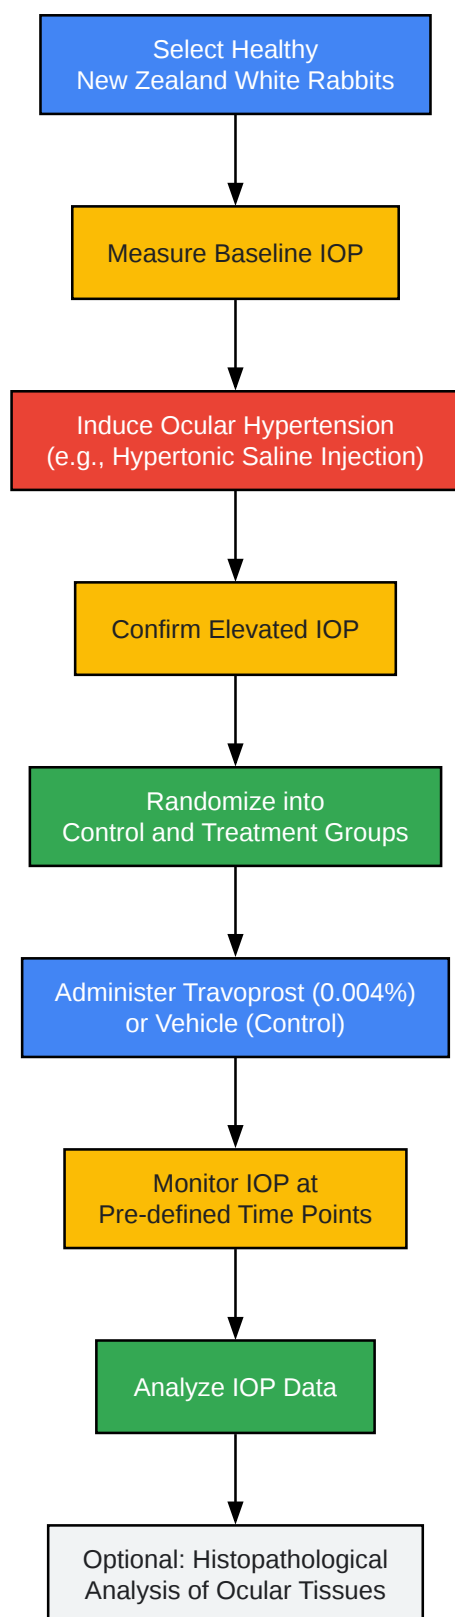 Select Healthy
New Zealand White Rabbits
Measure Baseline IOP
Induce Ocular Hypertension
(e.g., Hypertonic Saline Injection)
Confirm Elevated IOP
Randomize into
Control and Treatment Groups
Administer Travoprost (0.004%)
or Vehicle (Control)
Monitor IOP at
Pre-defined Time Points
Analyze IOP Data
Optional: Histopathological
Analysis of Ocular Tissues